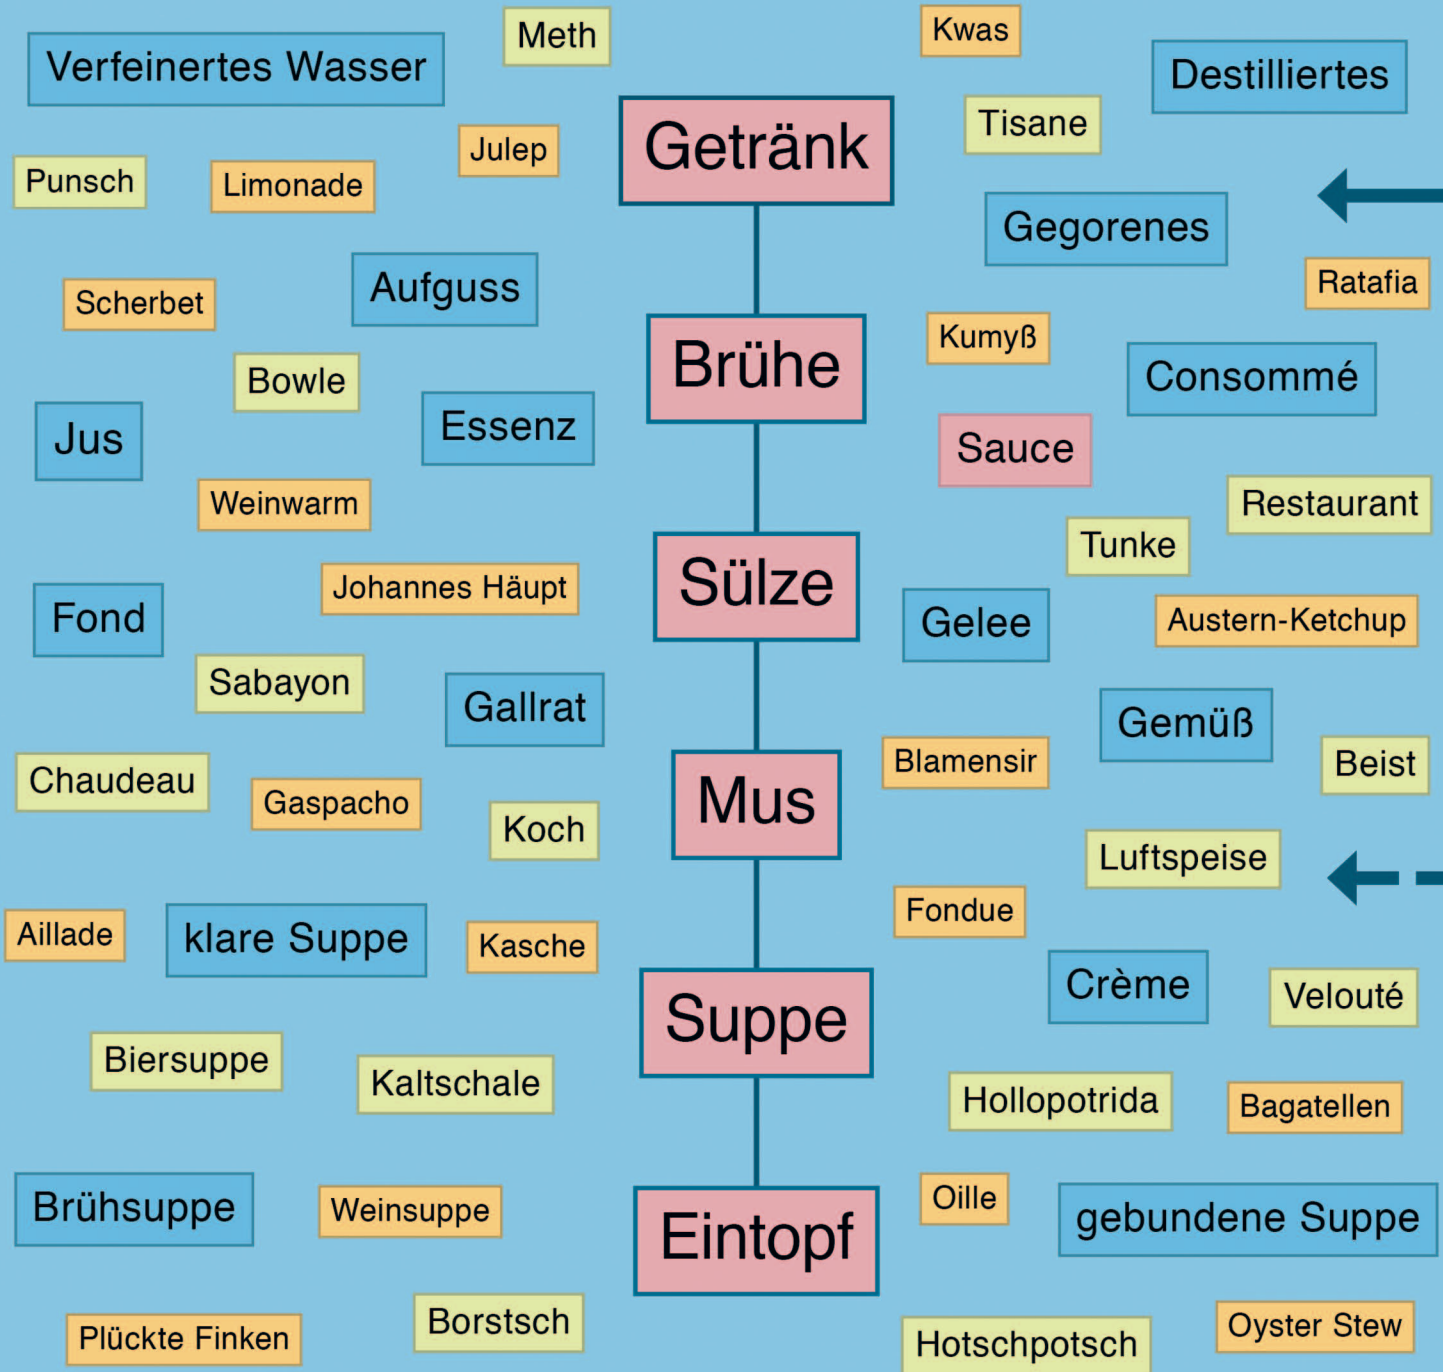 Meth
Kwas
Verfeinertes Wasser
Destilliertes
Tisane
Getränk
Julep
Punsch
Limonade
Gegorenes
Aufguss
Ratafia
Scherbet
Kumyß
Brühe
Consommé
Bowle
Essenz
Jus
Sauce
Weinwarm
Restaurant
Tunke
Johannes Häupt
Sülze
Fond
Gelee
Austern-Ketchup
Sabayon
Gallrat
Gemüß
Blamensir
Beist
Chaudeau
Gaspacho
Mus
Koch
Luftspeise
Fondue
Aillade
klare Suppe
Kasche
Crème
Velouté
Suppe
Biersuppe
Kaltschale
Hollopotrida
Bagatellen
Oille
Brühsuppe
Weinsuppe
gebundene Suppe
Eintopf
Borstsch
Oyster Stew
Plückte Finken
Hotschpotsch